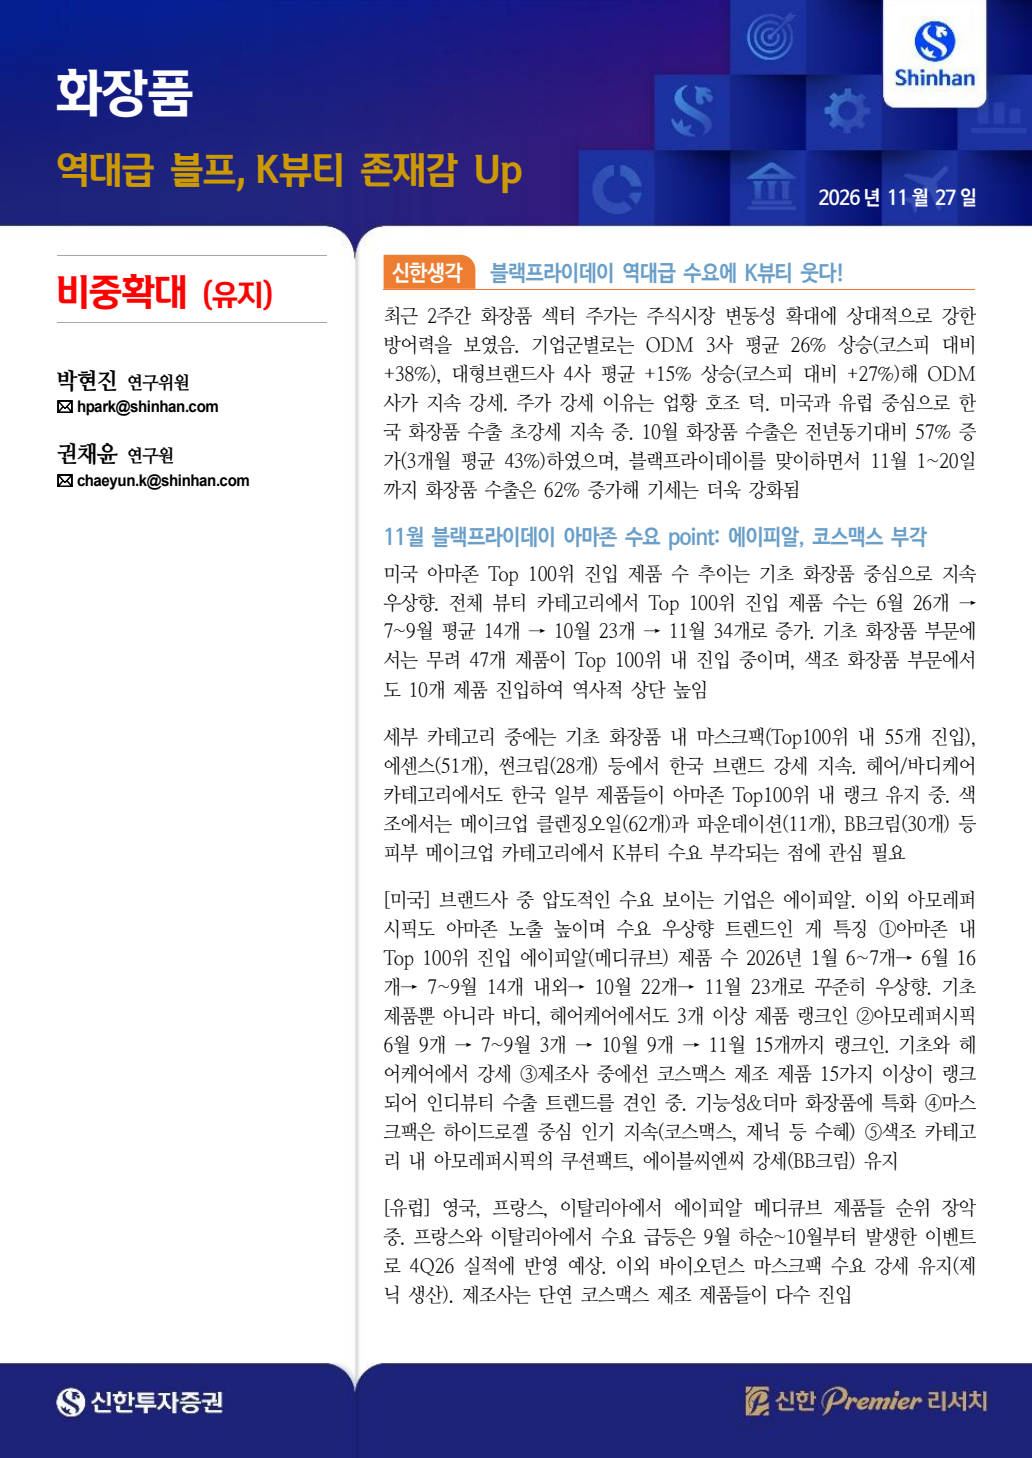 Shinhan
화장품
역대급 블프, K뷰티 존재감 Up
2026년 11월 27일
비중확대 (유지)
박현진 연구위원
hpark@shinhan.com
권채윤 연구원
chaeyun.k@shinhan.com
신한생각 블랙프라이데이 역대급 수요에 K뷰티 웃다!
최근 2주간 화장품 섹터 주가는 주식시장 변동성 확대에 상대적으로 강한
방어력을 보였음. 기업군별로는 ODM 3사 평균 26% 상승(코스피 대비
+38%), 대형브랜드사 4사 평균 +15% 상승(코스피 대비 +27%)해 ODM
사가 지속 강세. 주가 강세 이유는 업황 호조 덕. 미국과 유럽 중심으로 한
국 화장품 수출 초강세 지속 중. 10월 화장품 수출은 전년동기대비 57% 증
가(3개월 평균 43%)하였으며, 블랙프라이데이를 맞이하면서 11월 1~20일
까지 화장품 수출은 62% 증가해 기세는 더욱 강화됨
11월 블랙프라이데이 아마존 수요 point: 에이피알, 코스맥스 부각
미국 아마존 Top 100위 진입 제품 수 추이는 기초 화장품 중심으로 지속
우상향. 전체 뷰티 카테고리에서 Top 100위 진입 제품 수는 6월 26개 →
7~9월 평균 14개 → 10월 23개 → 11월 34개로 증가. 기초 화장품 부문에
서는 무려 47개 제품이 Top 100위 내 진입 중이며, 색조 화장품 부문에서
도 10개 제품 진입하여 역사적 상단 높임
세부 카테고리 중에는 기초 화장품 내 마스크팩(Top100위 내 55개 진입),
에센스(51개), 썬크림(28개) 등에서 한국 브랜드 강세 지속. 헤어/바디케어
카테고리에서도 한국 일부 제품들이 아마존 Top100위 내 랭크 유지 중. 색
조에서는 메이크업 클렌징오일(62개)과 파운데이션(11개), BB크림(30개) 등
피부 메이크업 카테고리에서 K뷰티 수요 부각되는 점에 관심 필요
[미국] 브랜드사 중 압도적인 수요 보이는 기업은 에이피알. 이외 아모레퍼
시픽도 아마존 노출 높이며 수요 우상향 트렌드인 게 특징 ①아마존 내
Top 100위 진입 에이피알(메디큐브) 제품 수 2026년 1월 6~7개→ 6월 16
개→ 7~9월 14개 내외→ 10월 22개→ 11월 23개로 꾸준히 우상향. 기초
제품뿐 아니라 바디, 헤어케어에서도 3개 이상 제품 랭크인 ②아모레퍼시픽
6월 9개 → 7~9월 3개 → 10월 9개 → 11월 15개까지 랭크인. 기초와 헤
어케어에서 강세 ③제조사 중에선 코스맥스 제조 제품 15가지 이상이 랭크
되어 인디뷰티 수출 트렌드를 견인 중. 기능성&더마 화장품에 특화 ④마스
크팩은 하이드로겔 중심 인기 지속(코스맥스, 제닉 등 수혜) ⑤색조 카테고
리 내 아모레퍼시픽의 쿠션팩트, 에이블씨엔씨 강세(BB크림) 유지
[유럽] 영국, 프랑스, 이탈리아에서 에이피알 메디큐브 제품들 순위 장악
중. 프랑스와 이탈리아에서 수요 급등은 9월 하순~10월부터 발생한 이벤트
로 4Q26 실적에 반영 예상. 이외 바이오던스 마스크팩 수요 강세 유지(제
닉 생산). 제조사는 단연 코스맥스 제조 제품들이 다수 진입
신한투자증권
신한 Premier 리서치